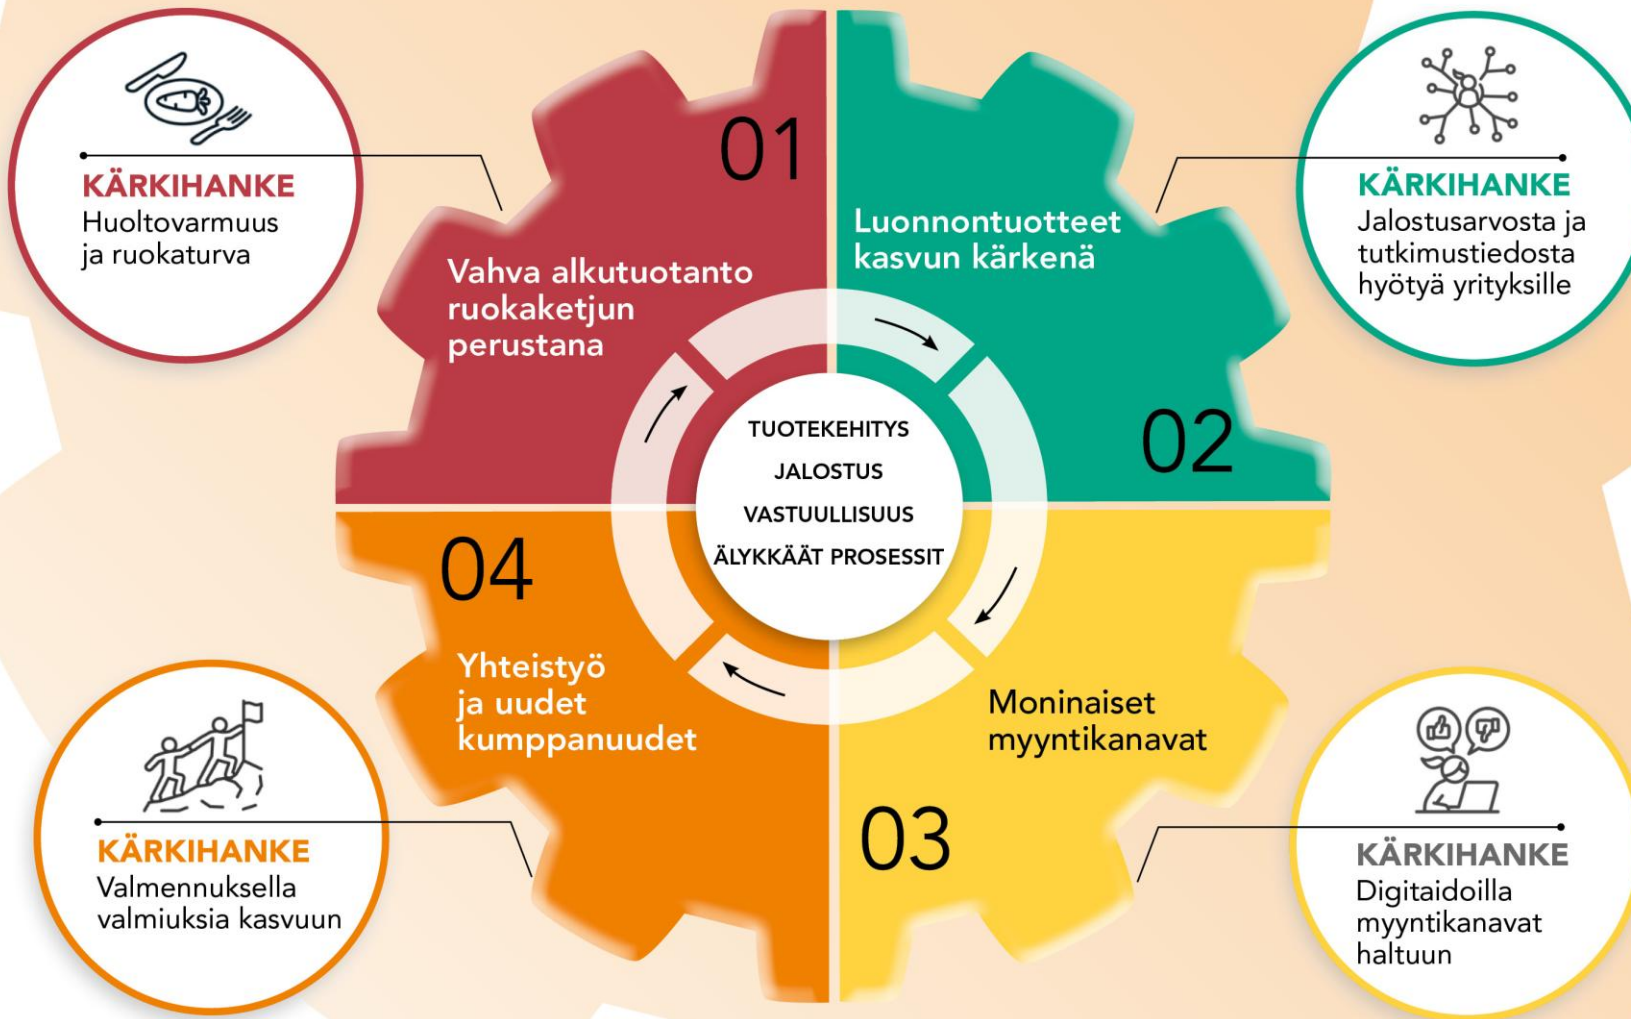 KÄRKIHANKE
Huoltovarmuus
ja ruokaturva
01
Vahva alkutuotanto
ruokaketjun
perustana
Luonnontuotteet
kasvun kärkenä
02
KÄRKIHANKE
Jalostusarvosta ja
tutkimustiedosta
hyötyä yrityksille
TUOTEKEHITYS
JALOSTUS
VASTUULLISUUS
ÄLYKKÄÄT PROSESSIT
04
Yhteistyö
ja uudet
kumppanuudet
Moninaiset
myyntikanavat
03
KÄRKIHANKE
Valmennuksella
valmiuksia kasvuun
KÄRKIHANKE
Digitaidoilla
myyntikanavat
haltuun